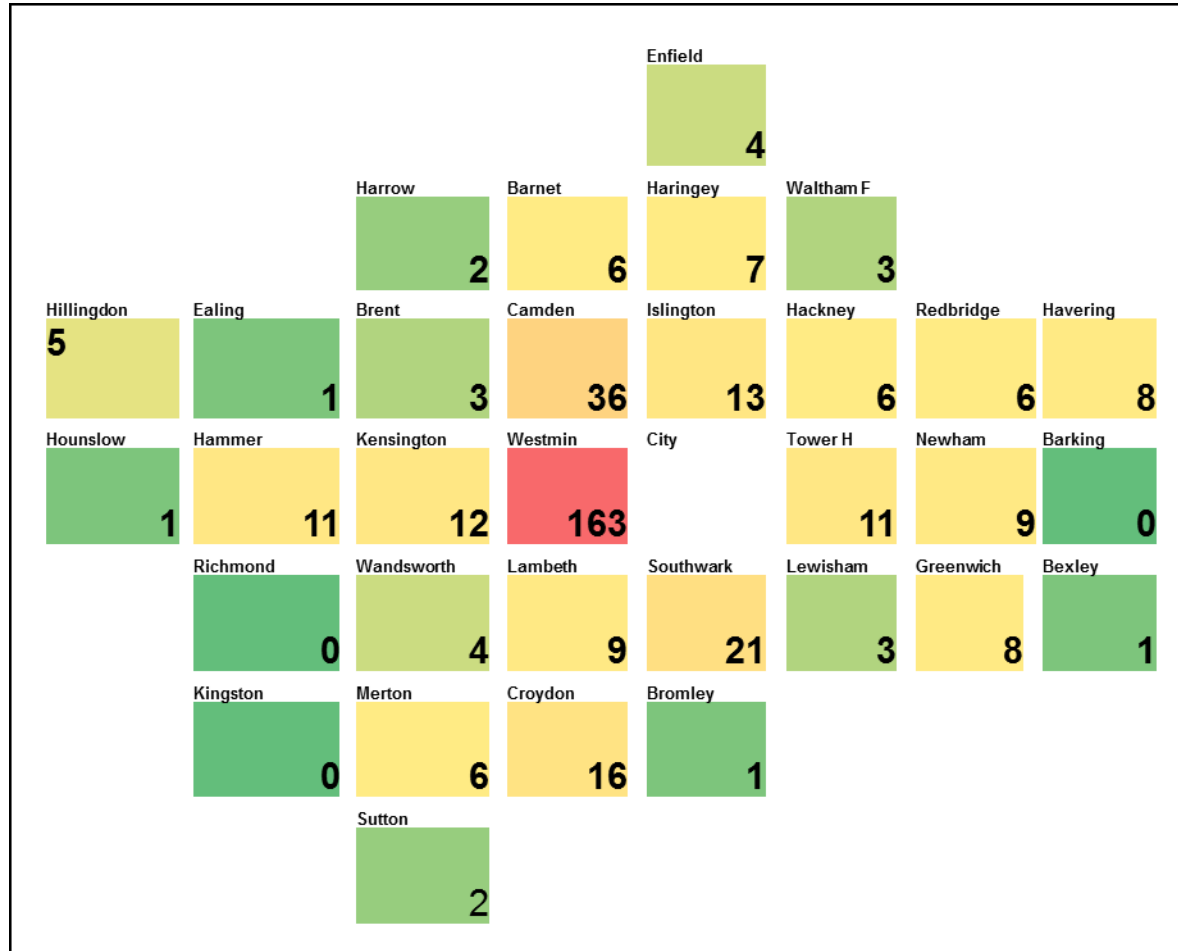 Enfield
4
Harrow Barnet Haringey Waltham F
2 6 7 3
Hillingdon Ealing Brent Camden Islington Hackney Redbridge Havering
5 1 3 36 13 6 6 8
Hounslow Hammer Kensington Westmin City Tower H Newham Barking
1 11 12 163 11 9 0
Richmond Wandsworth Lambeth Southwark Lewisham Greenwich Bexley
0 4 9 21 3 8 1
Kingston Merton Croydon Bromley
0 6 16 1
Sutton
2